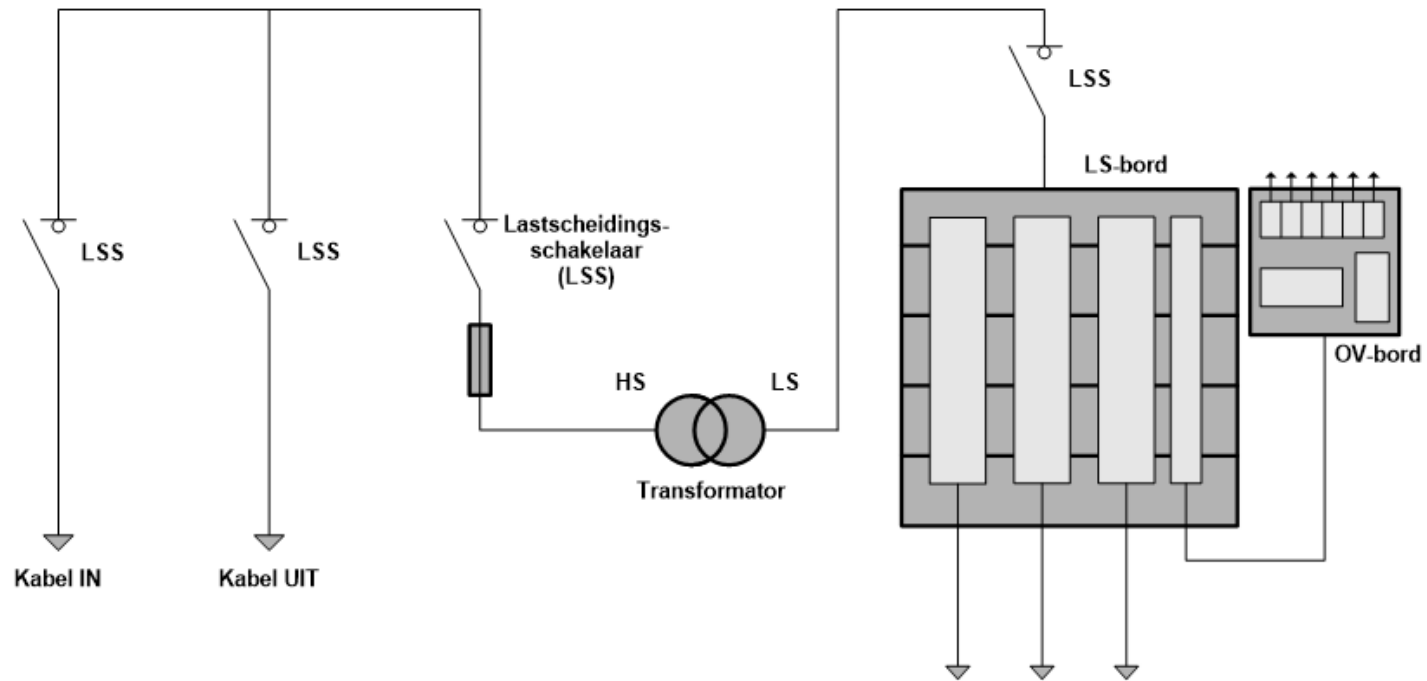 LSS
LS-bord
LSS
LSS
Lastscheidings-
schakelaar
(LSS)
OV-bord
HS
LS
Transformator
Kabel IN
Kabel UIT